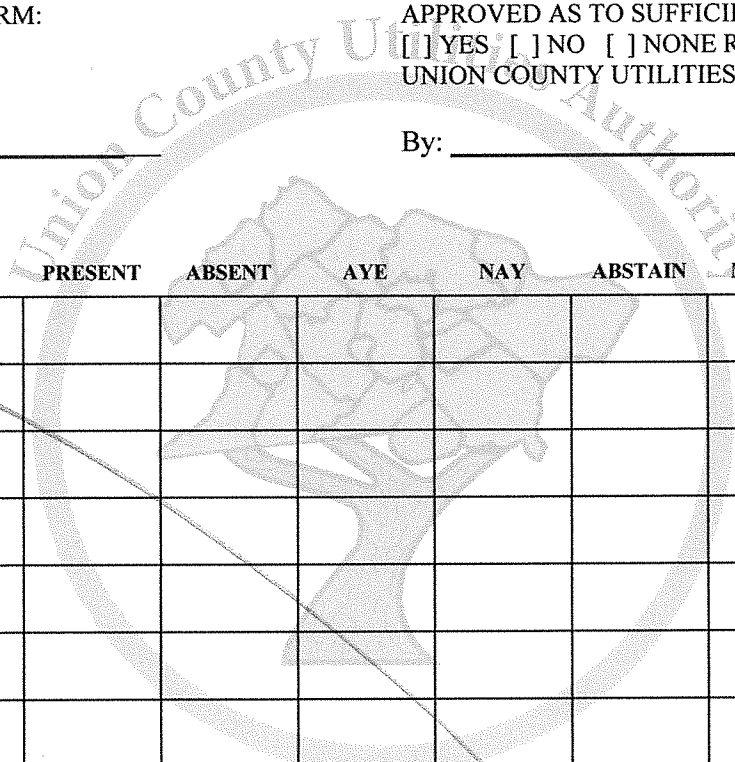 RM:
APPROVED AS TO SUFFICI
[ ] YES [ ] NO [ ] NONE R
UNION COUNTY UTILITIES
By:
Union County Utilities Authority
PRESENT ABSENT AYE NAY ABSTAIN